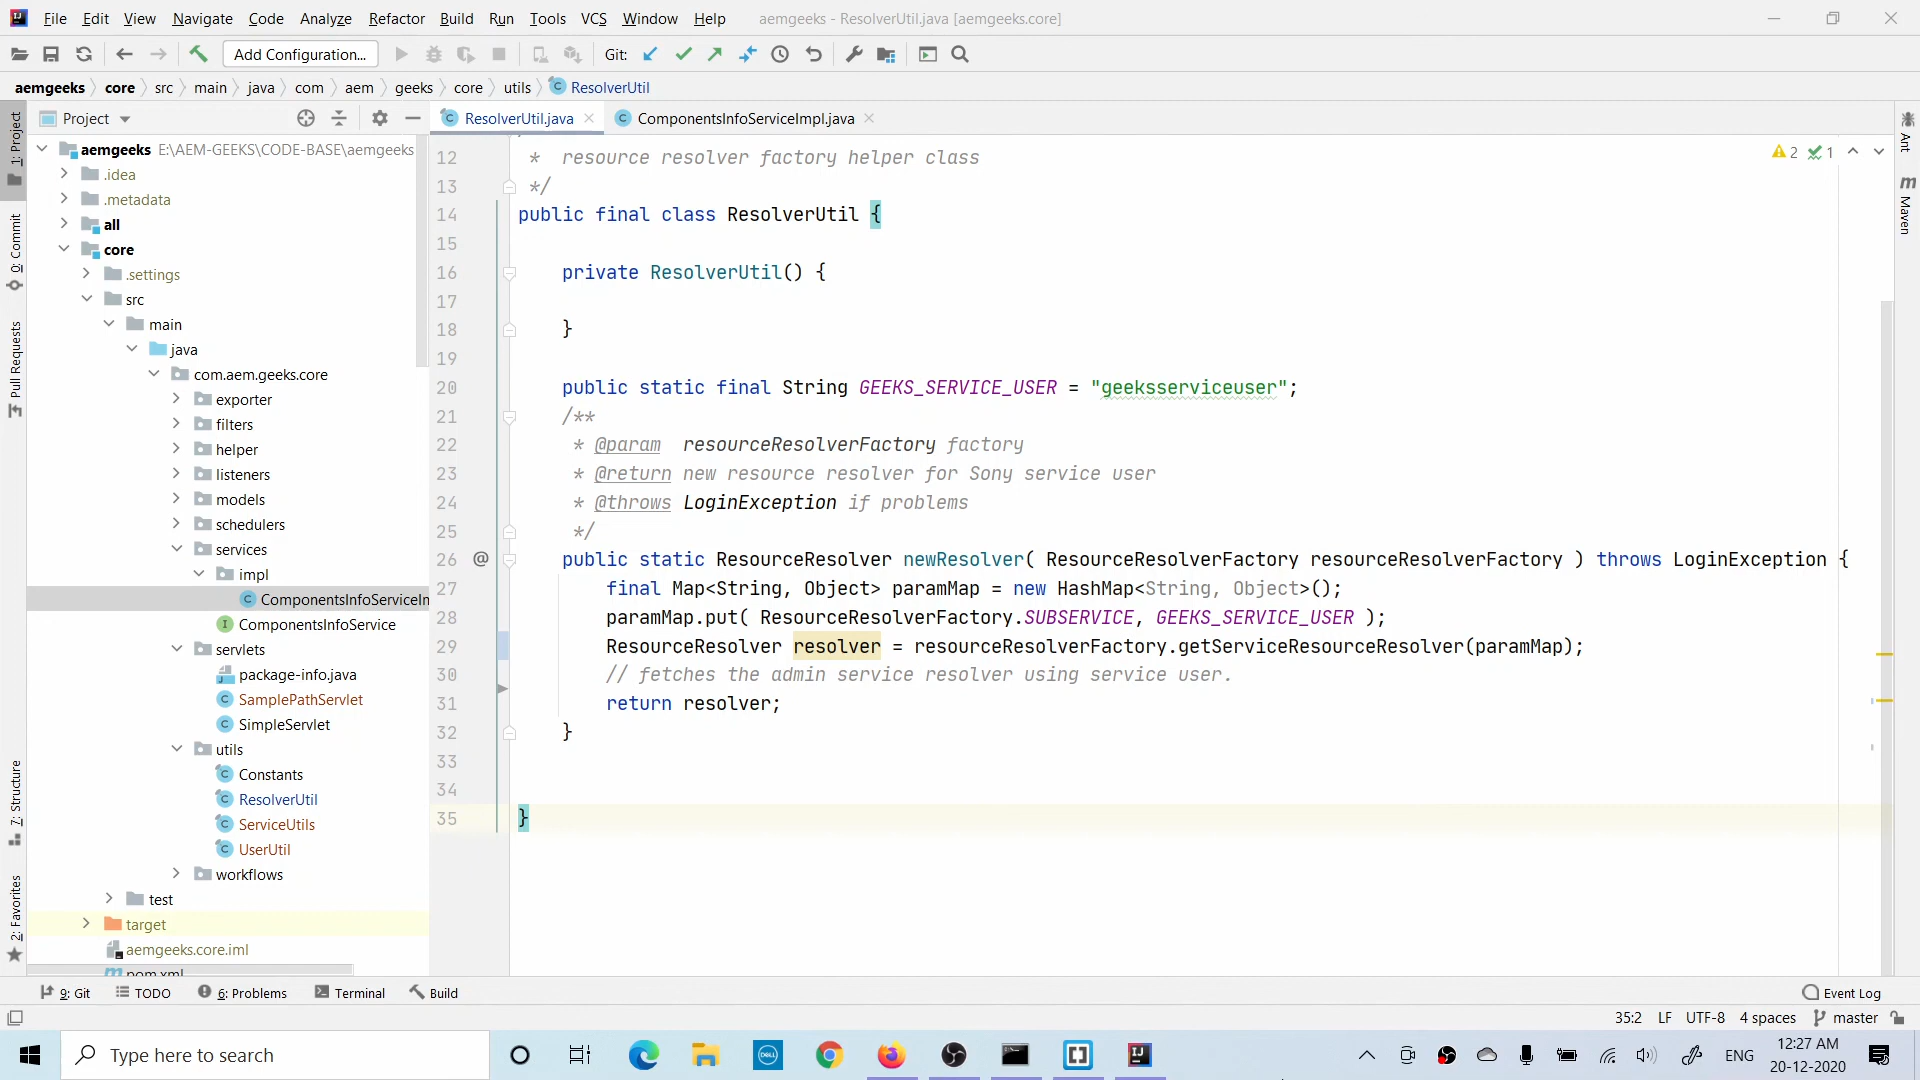 File Edit View Navigate Code Analyze Refactor Build Run Tools VCS Window Help aemgeeks - ResolverUtil.java [aemgeeks.core]
Add Configuration... Git:
aemgeeks core src main java com aem geeks core utils ResolverUtil
Project
ResolverUtil.java ComponentsInfoServiceImpl.java
1: Project
0: Commit
Pull Requests
7: Structure
2: Favorites
aemgeeks E:\AEM-GEEKS\CODE-BASE\aemgeeks
.idea
.metadata
all
core
.settings
src
main
java
com.aem.geeks.core
exporter
filters
helper
listeners
models
schedulers
services
impl
ComponentsInfoServiceIn
ComponentsInfoService
servlets
package-info.java
SamplePathServlet
SimpleServlet
utils
Constants
ResolverUtil
ServiceUtils
UserUtil
workflows
test
target
aemgeeks.core.iml
pom.xml
2 1
12 * resource resolver factory helper class
13 */
14 public final class ResolverUtil {
15
16 private ResolverUtil() {
17
18 }
19
20 public static final String GEEKS_SERVICE_USER = "geeksserviceuser";
21 /**
22 * @param resourceResolverFactory factory
23 * @return new resource resolver for Sony service user
24 * @throws LoginException if problems
25 */
26 @ public static ResourceResolver newResolver( ResourceResolverFactory resourceResolverFactory ) throws LoginException {
27 final Map<String, Object> paramMap = new HashMap<String, Object>();
28 paramMap.put( ResourceResolverFactory.SUBSERVICE, GEEKS_SERVICE_USER );
29 ResourceResolver resolver = resourceResolverFactory.getServiceResourceResolver(paramMap);
30 // fetches the admin service resolver using service user.
31 return resolver;
32 }
33
34
35 }
Ant
m Maven
9: Git TODO 6: Problems Terminal Build Event Log
35:2 LF UTF-8 4 spaces master
Type here to search
DELL
IJ
ENG
12:27 AM
20-12-2020